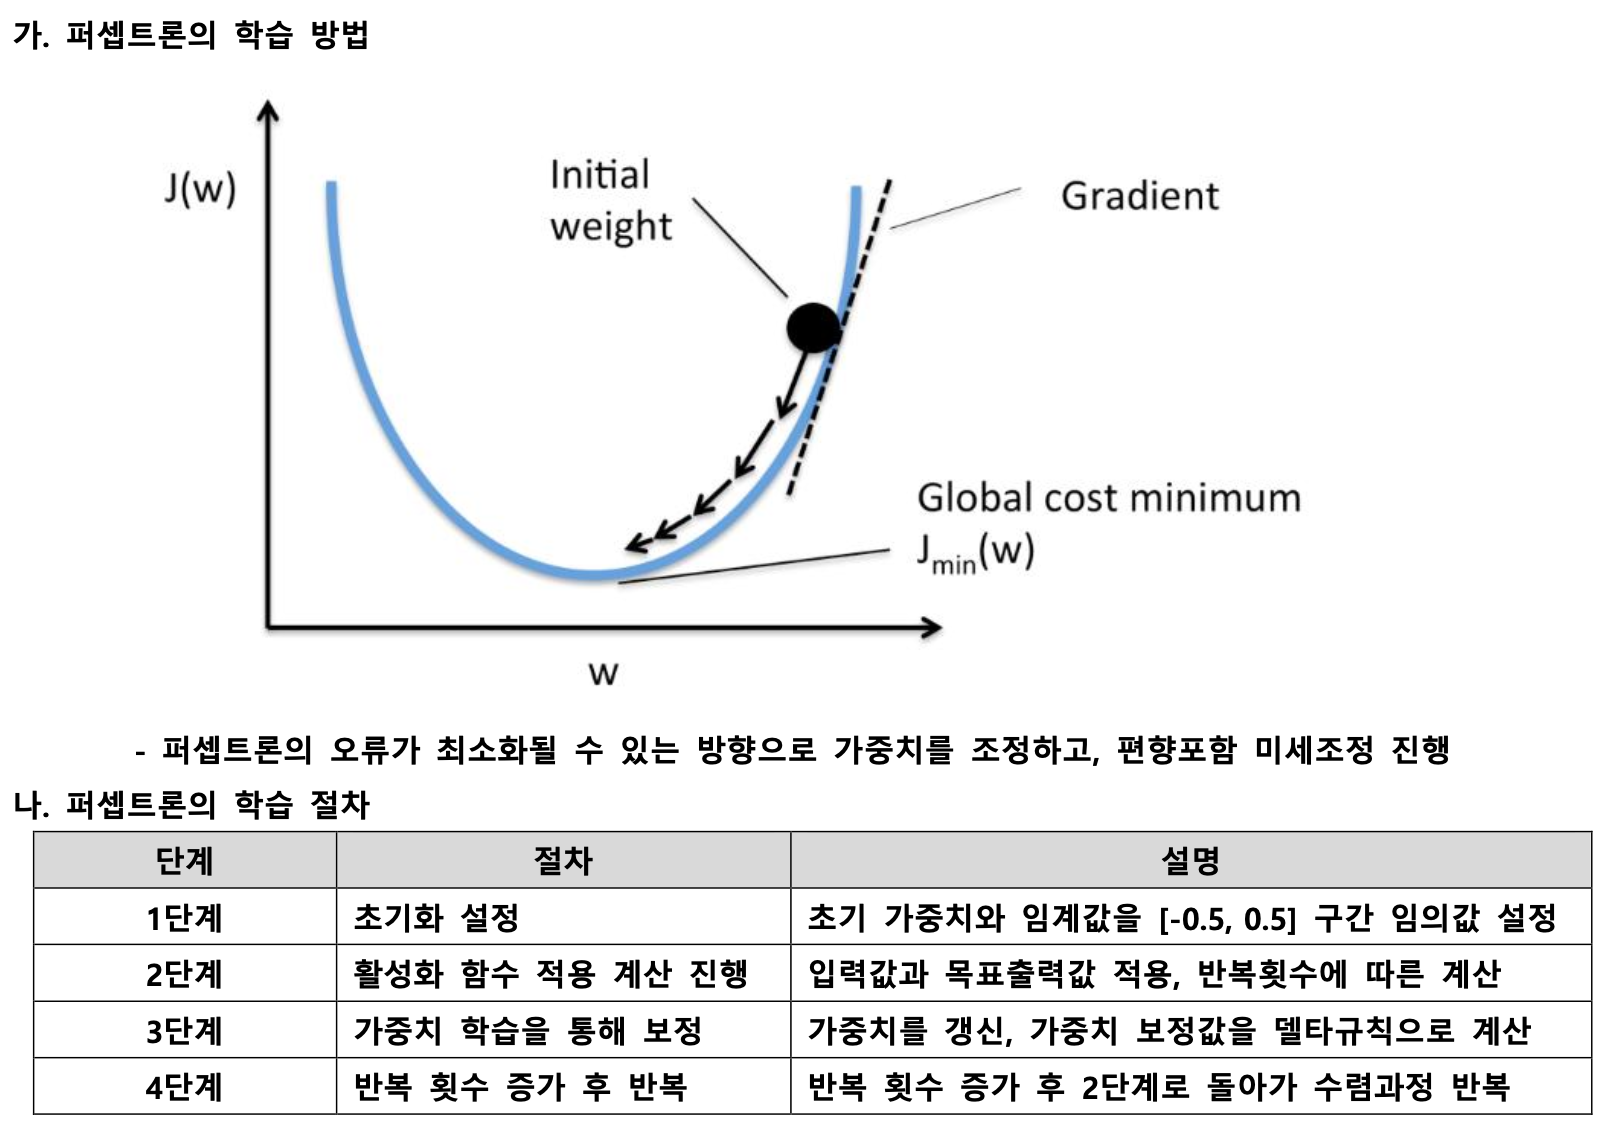 가. 퍼셉트론의 학습 방법
J(w)
Initial
weight
Gradient
Global cost minimum
Jmin(w)
w
- 퍼셉트론의 오류가 최소화될 수 있는 방향으로 가중치를 조정하고, 편향포함 미세조정 진행
나. 퍼셉트론의 학습 절차
단계 절차 설명
1단계 초기화 설정 초기 가중치와 임계값을 [-0.5, 0.5] 구간 임의값 설정
2단계 활성화 함수 적용 계산 진행 입력값과 목표출력값 적용, 반복횟수에 따른 계산
3단계 가중치 학습을 통해 보정 가중치를 갱신, 가중치 보정값을 델타규칙으로 계산
4단계 반복 횟수 증가 후 반복 반복 횟수 증가 후 2단계로 돌아가 수렴과정 반복